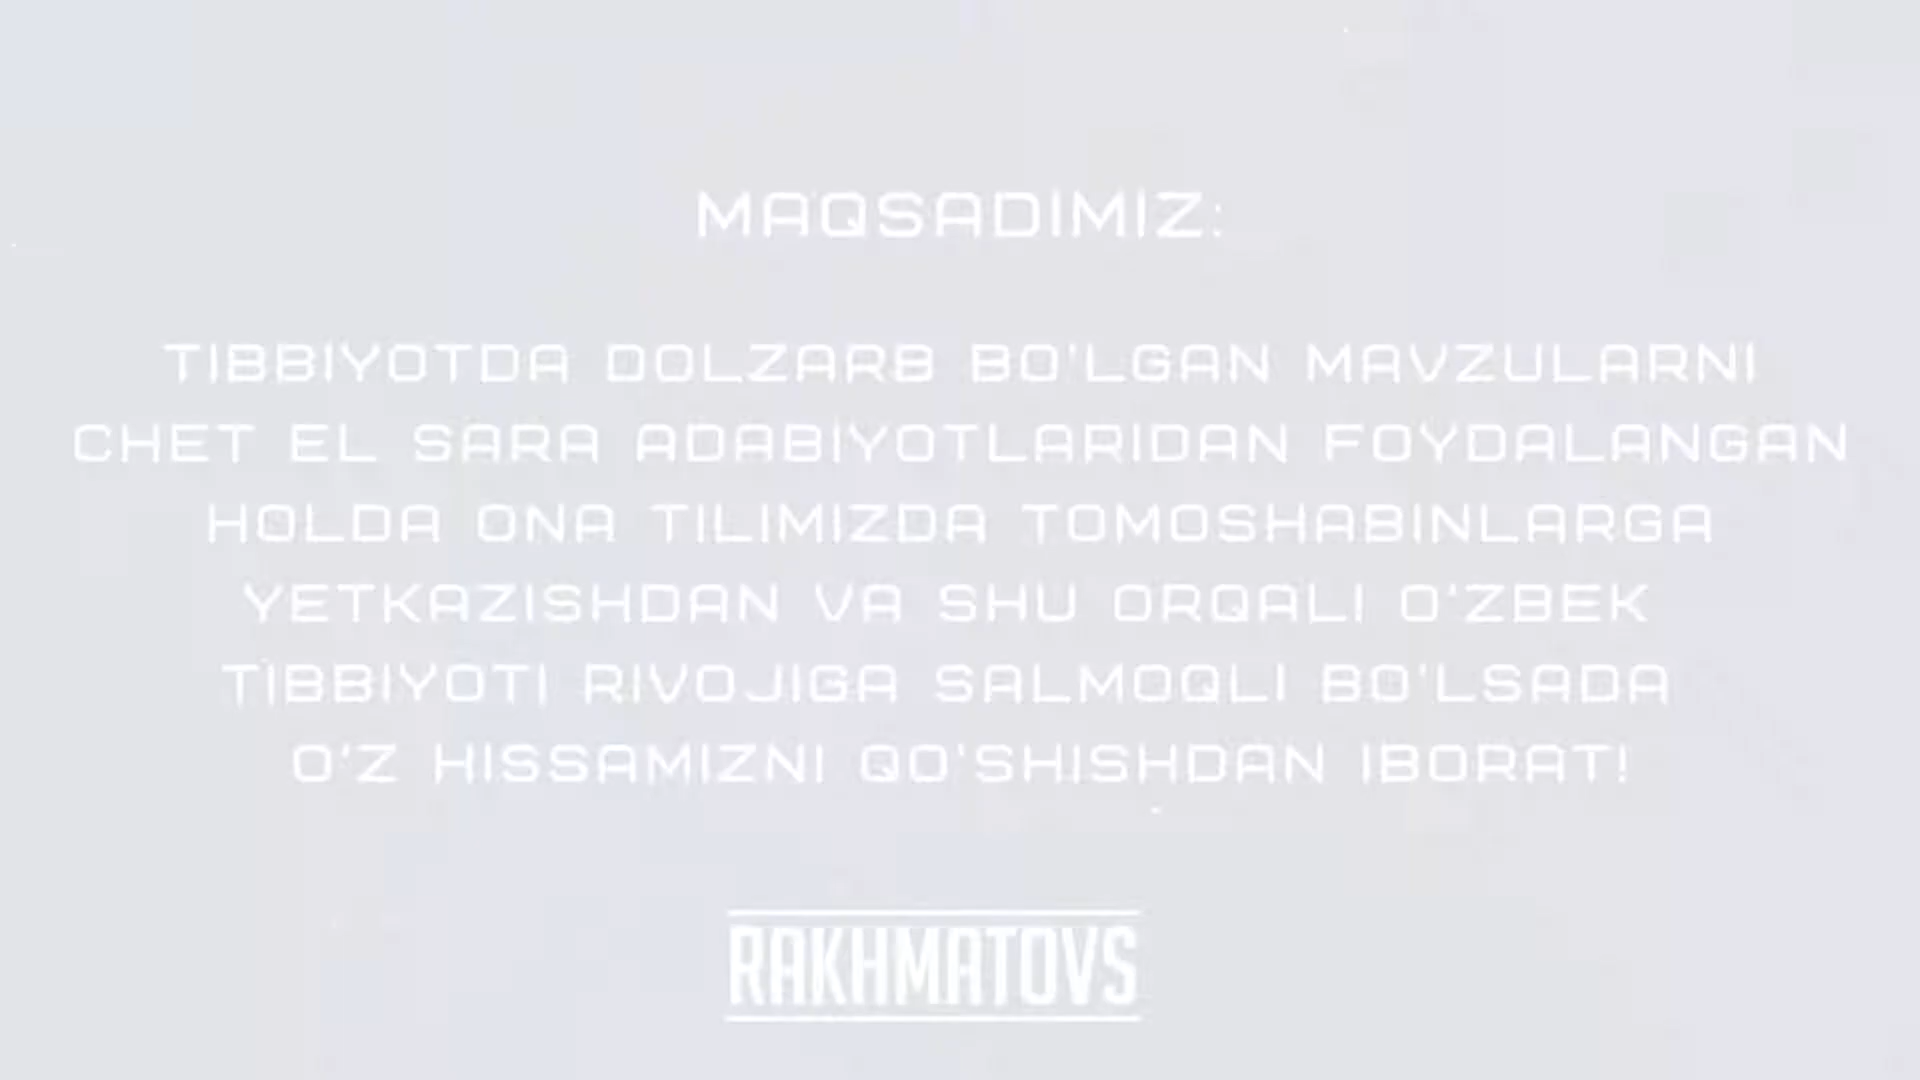 MAQSADIMIZ:
TIBBIYOTDA DOLZARB BO'LGAN MAVZULARNI
CHET EL SARA ADABIYOTLARIDAN FOYDALANGAN
HOLDA ONA TILIMIZDA TOMOSHABINLARGA
YETKAZISHDAN VA SHU ORQALI O'ZBEK
TIBBIYOTI RIVOJIGA SALMOQLI BO'LSADA
O'Z HISSAMIZNI QO'SHISHDAN IBORAT!
RAKHMATOVS